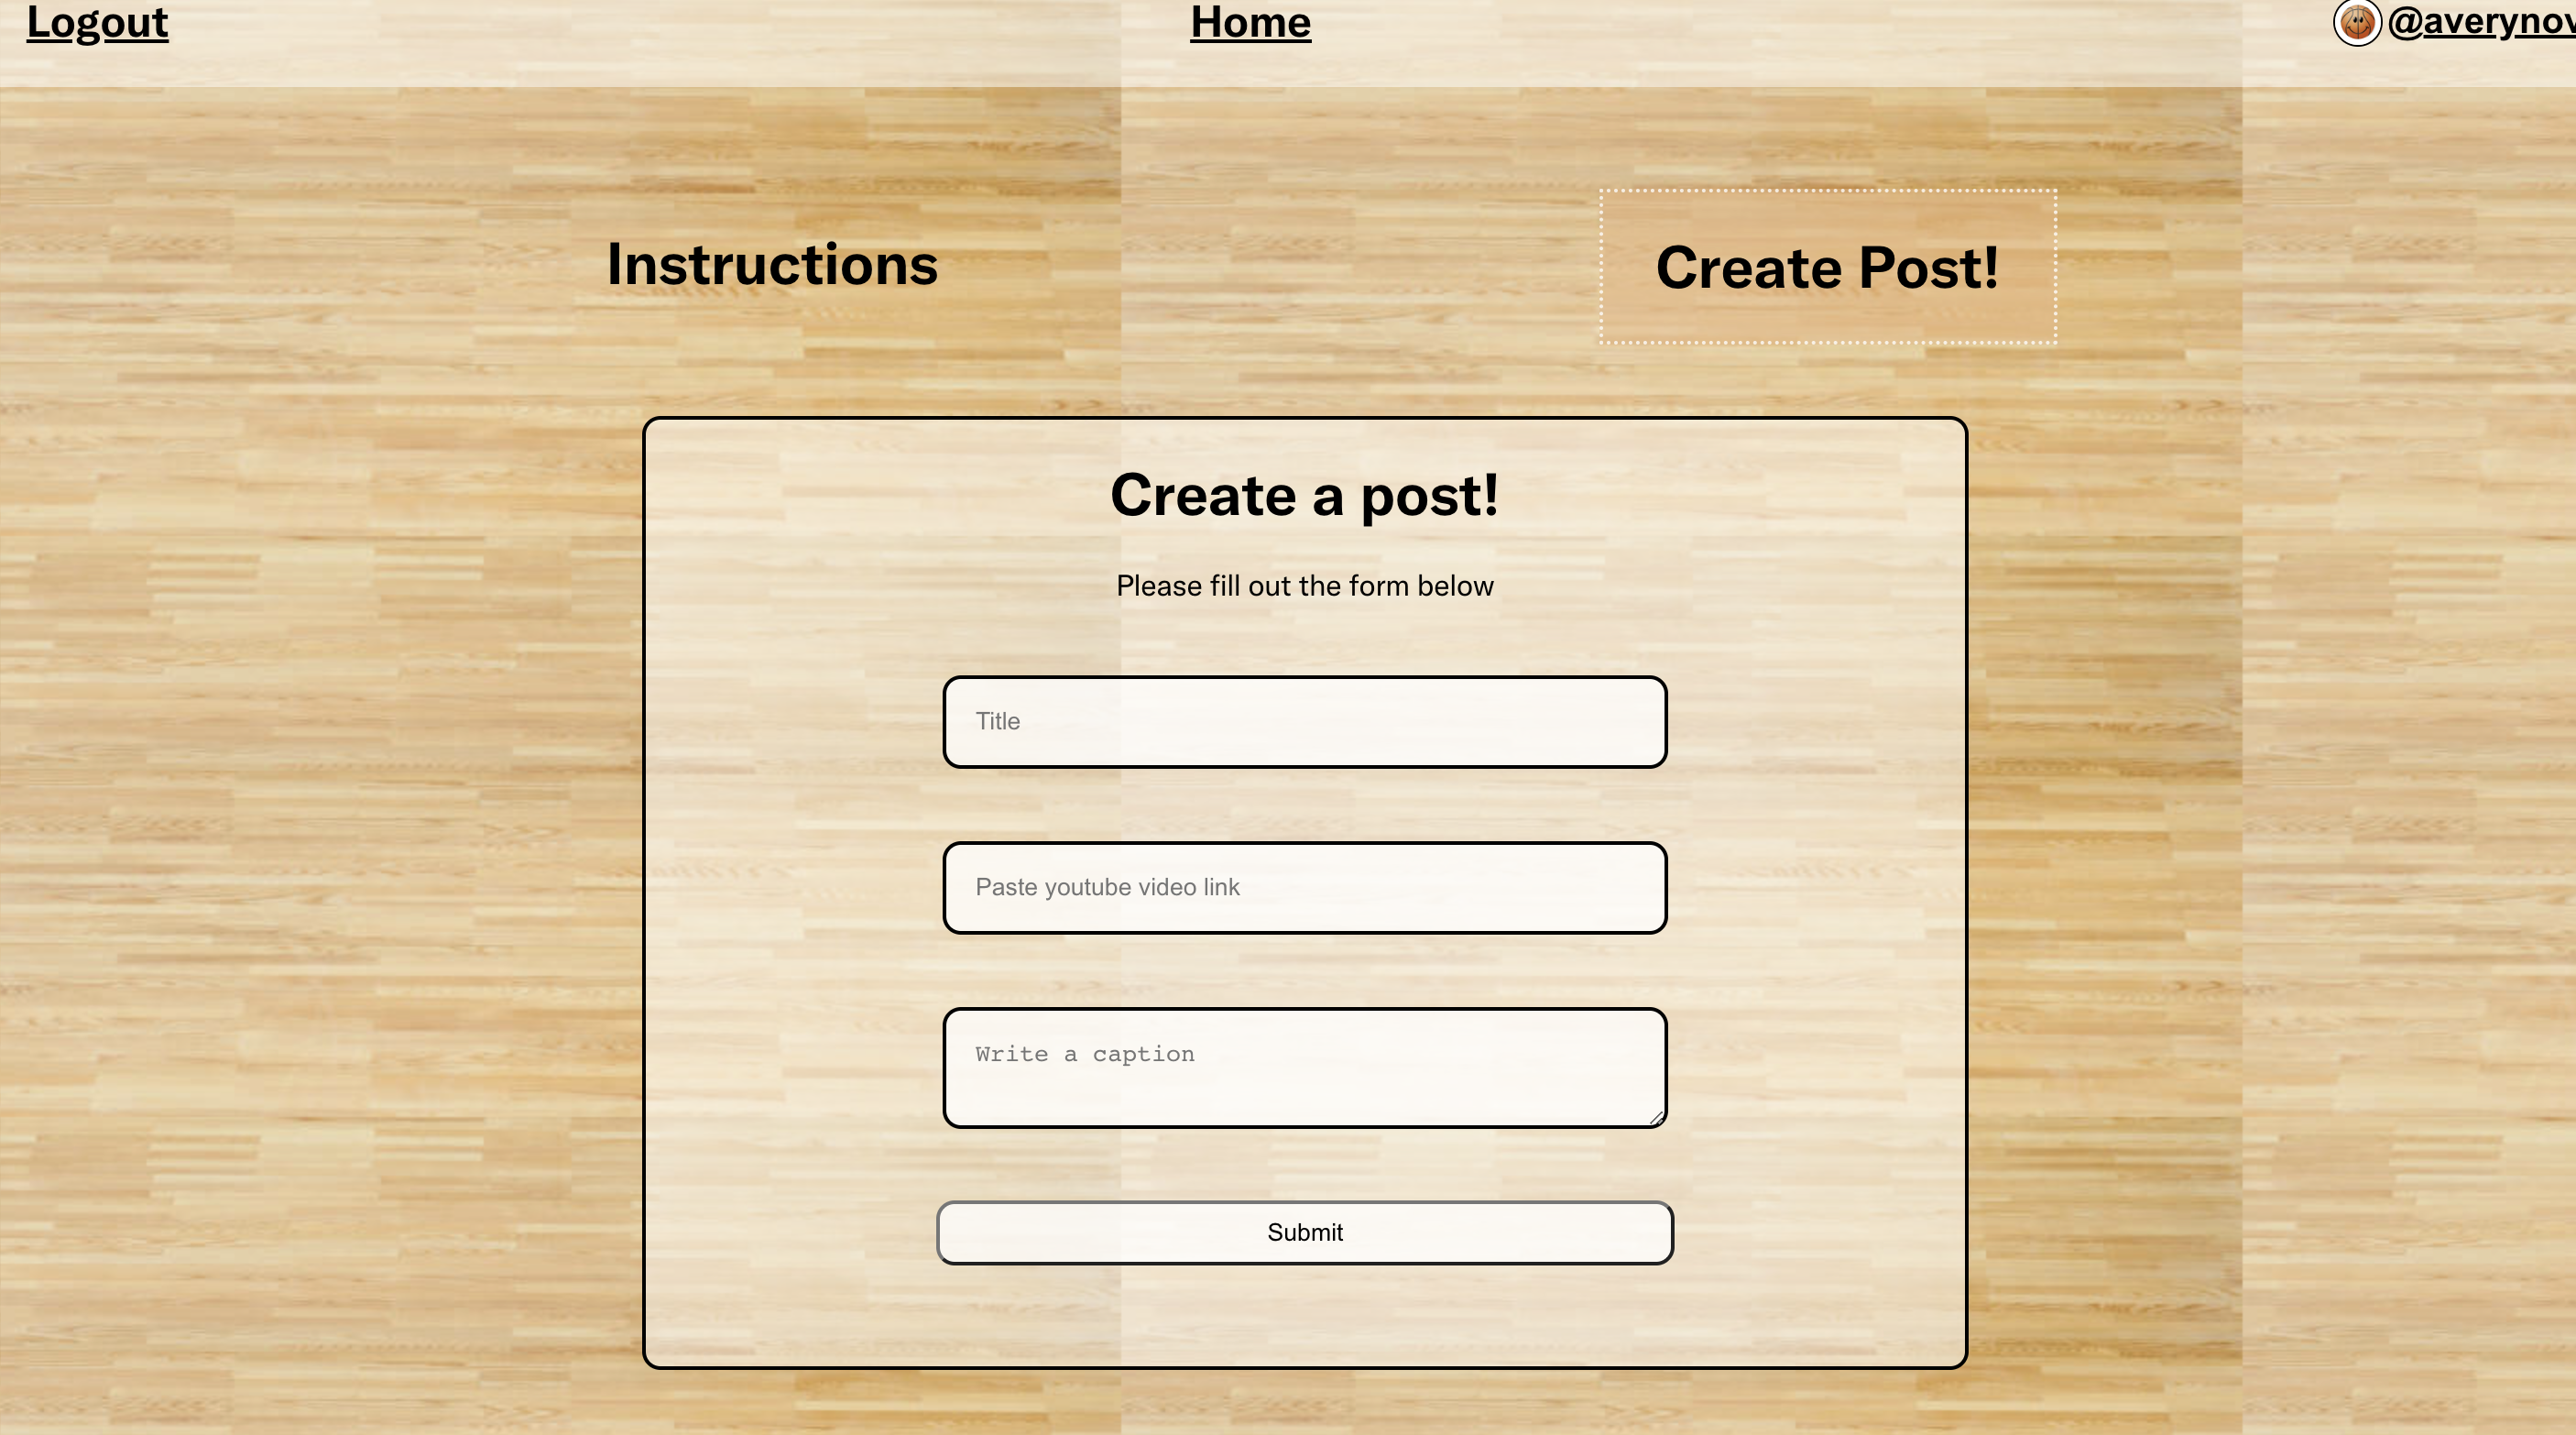 Logout
Home
@averynov
Instructions
Create Post!
Create a post!
Please fill out the form below
Title
Paste youtube video link
Write a caption
Submit